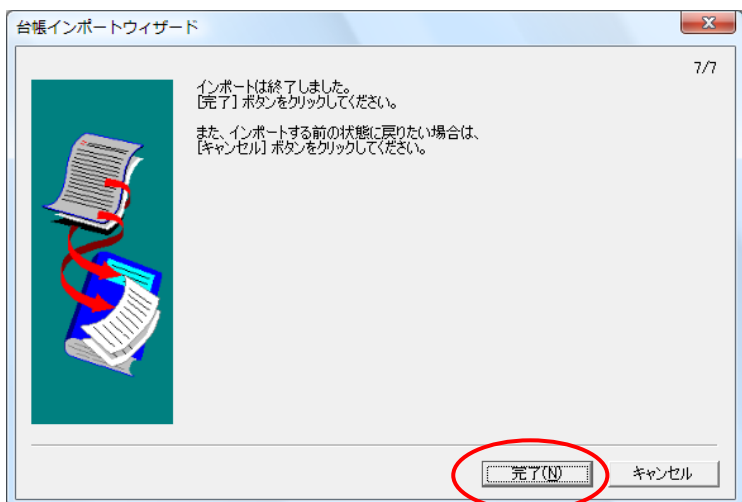 台帳インポートウィザード
7/7
インポートは終了しました。
[完了] ボタンをクリックしてください。
また、インポートする前の状態に戻りたい場合は、
[キャンセル] ボタンをクリックしてください。
完了(N) キャンセル